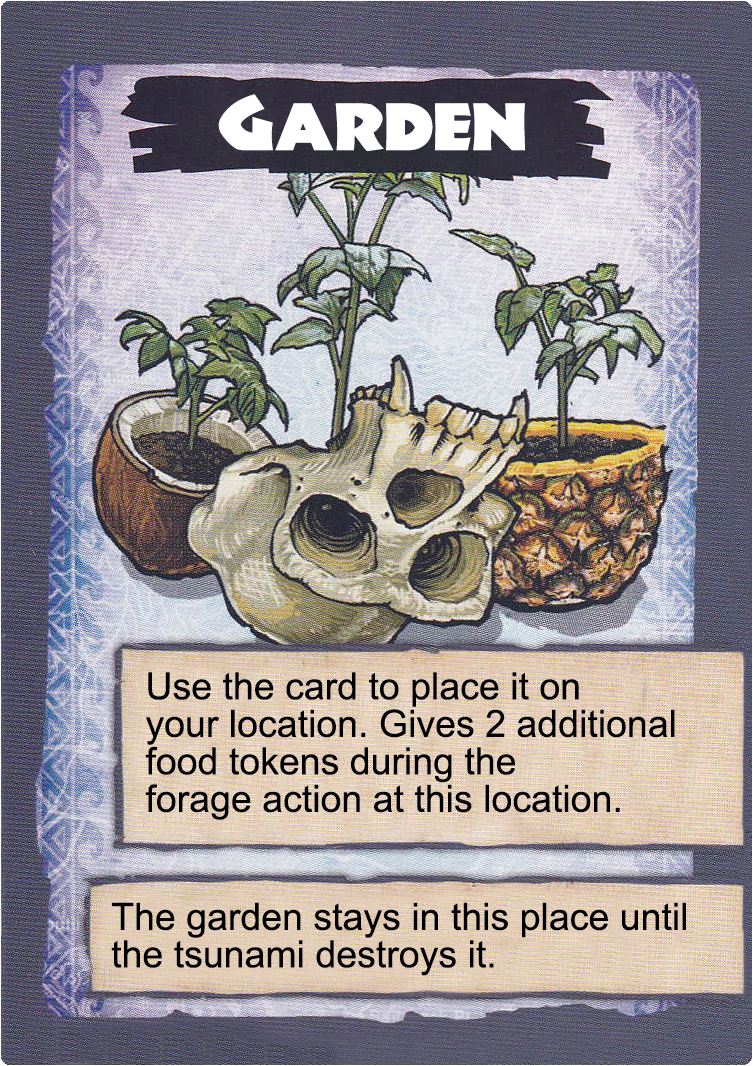 GARDEN
Use the card to place it on
your location. Gives 2 additional
food tokens during the
forage action at this location.
The garden stays in this place until
the tsunami destroys it.